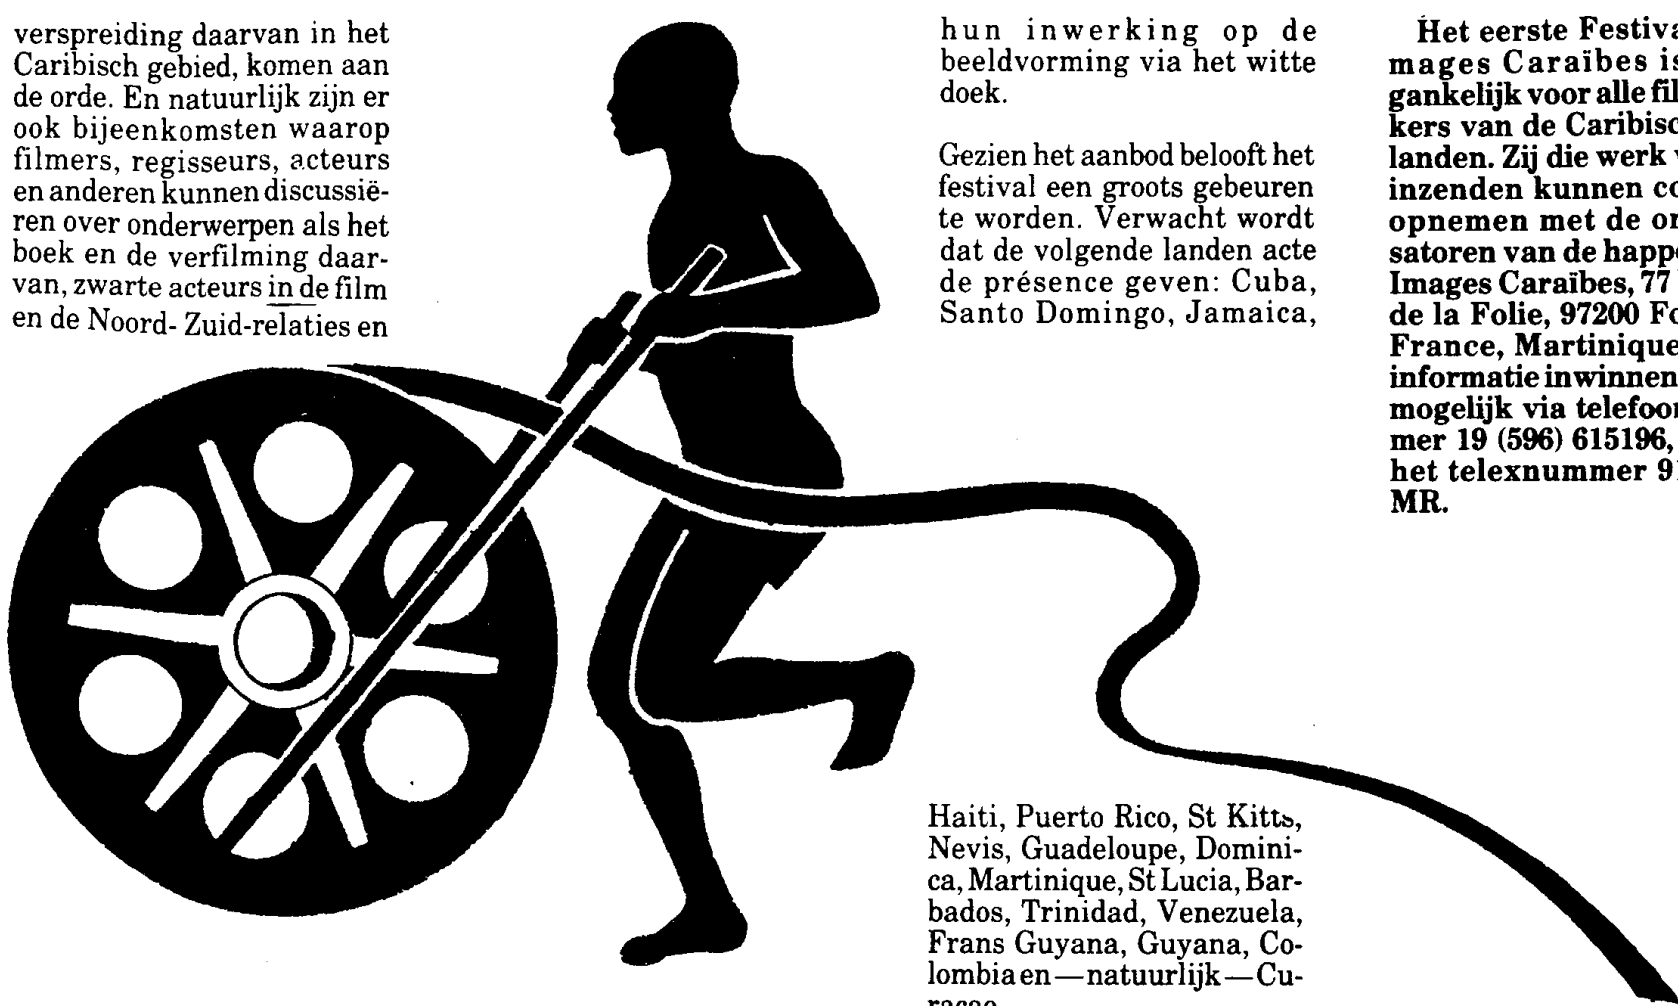 verspreiding daarvan in het
Caribisch gebied, komen aan
de orde. En natuurlijk zijn er
ook bijeenkomsten waarop
filmers, regisseurs, acteurs
en anderen kunnen discussië-
ren over onderwerpen als het
boek en de verfilming daar-
van, zwarte acteurs in de film
en de Noord- Zuid-relaties en
hun inwerking op de
beeldvorming via het witte
doek.
Gezien het aanbod belooft het
festival een groots gebeuren
te worden. Verwacht wordt
dat de volgende landen acte
de présence geven: Cuba,
Santo Domingo, Jamaica,
Haiti, Puerto Rico, St Kitts,
Nevis, Guadeloupe, Domini-
ca, Martinique, St Lucia, Bar-
bados, Trinidad, Venezuela,
Frans Guyana, Guyana, Co-
lombia en — natuurlijk — Cu-
Het eerste Festiva
mages Caraïbes is
gankelijk voor alle fil
kers van de Caribisc
landen. Zij die werk
inzenden kunnen co
opnemen met de or
satoren van de happe
Images Caraïbes, 77
de la Folie, 97200 Fo
France, Martinique
informatie inwinnen
mogelijk via telefoon
mer 19 (596) 615196,
het telexnummer 91
MR.